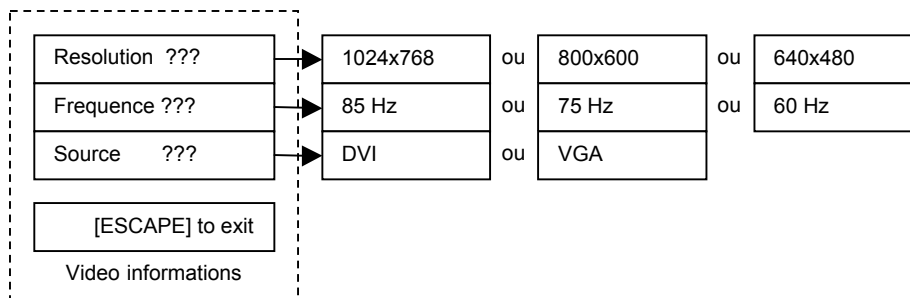 Resolution ??? 1024x768 ou 800x600 ou 640x480
Frequence ??? 85 Hz ou 75 Hz ou 60 Hz
Source ??? DVI ou VGA
[ESCAPE] to exit
Video informations